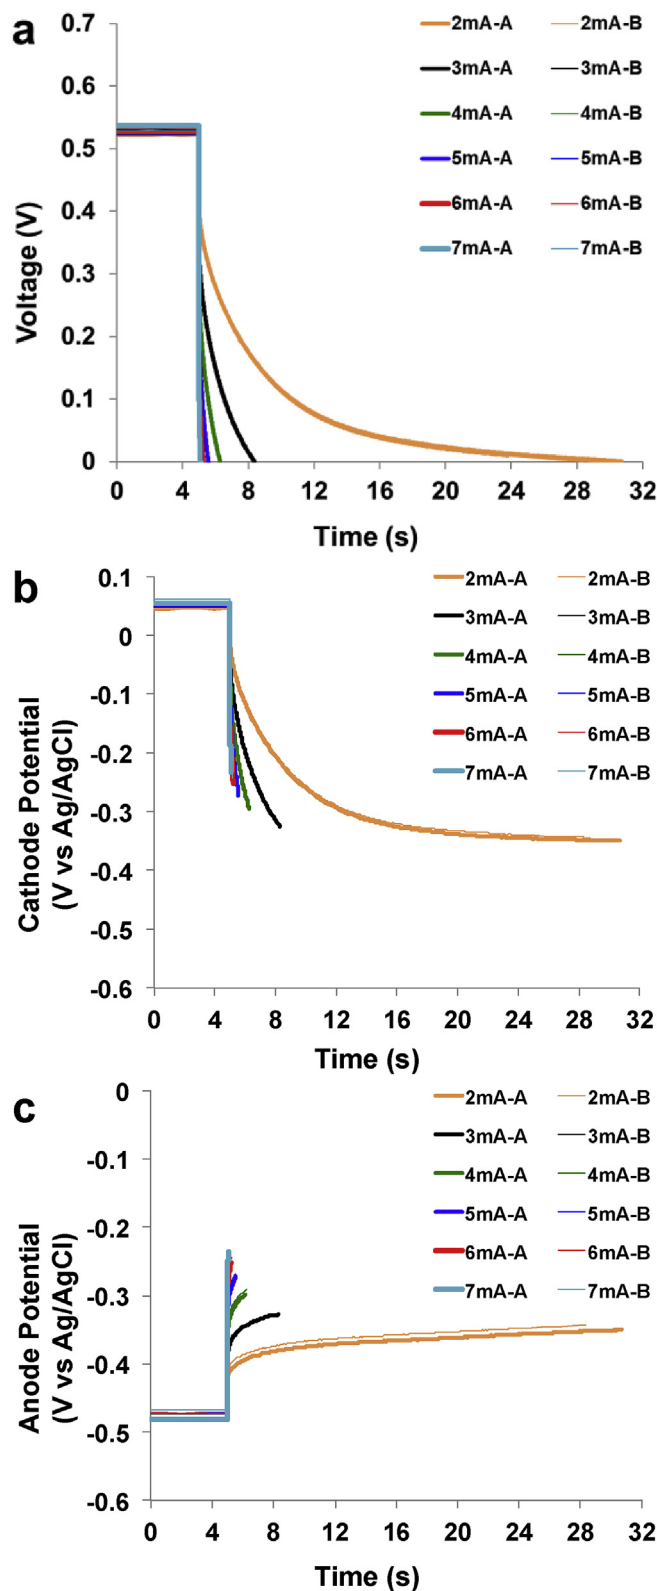 a
0.7
0.6
0.5
0.4
0.3
0.2
0.1
0
Voltage (V)
2mA-A 2mA-B
3mA-A 3mA-B
4mA-A 4mA-B
5mA-A 5mA-B
6mA-A 6mA-B
7mA-A 7mA-B
0 4 8 12 16 20 24 28 32
Time (s)
b
0.1
0
-0.1
-0.2
-0.3
-0.4
-0.5
-0.6
Cathode Potential
(V vs Ag/AgCl)
2mA-A 2mA-B
3mA-A 3mA-B
4mA-A 4mA-B
5mA-A 5mA-B
6mA-A 6mA-B
7mA-A 7mA-B
0 4 8 12 16 20 24 28 32
Time (s)
c
0
-0.1
-0.2
-0.3
-0.4
-0.5
-0.6
Anode Potential
(V vs Ag/AgCl)
2mA-A 2mA-B
3mA-A 3mA-B
4mA-A 4mA-B
5mA-A 5mA-B
6mA-A 6mA-B
7mA-A 7mA-B
0 4 8 12 16 20 24 28 32
Time (s)